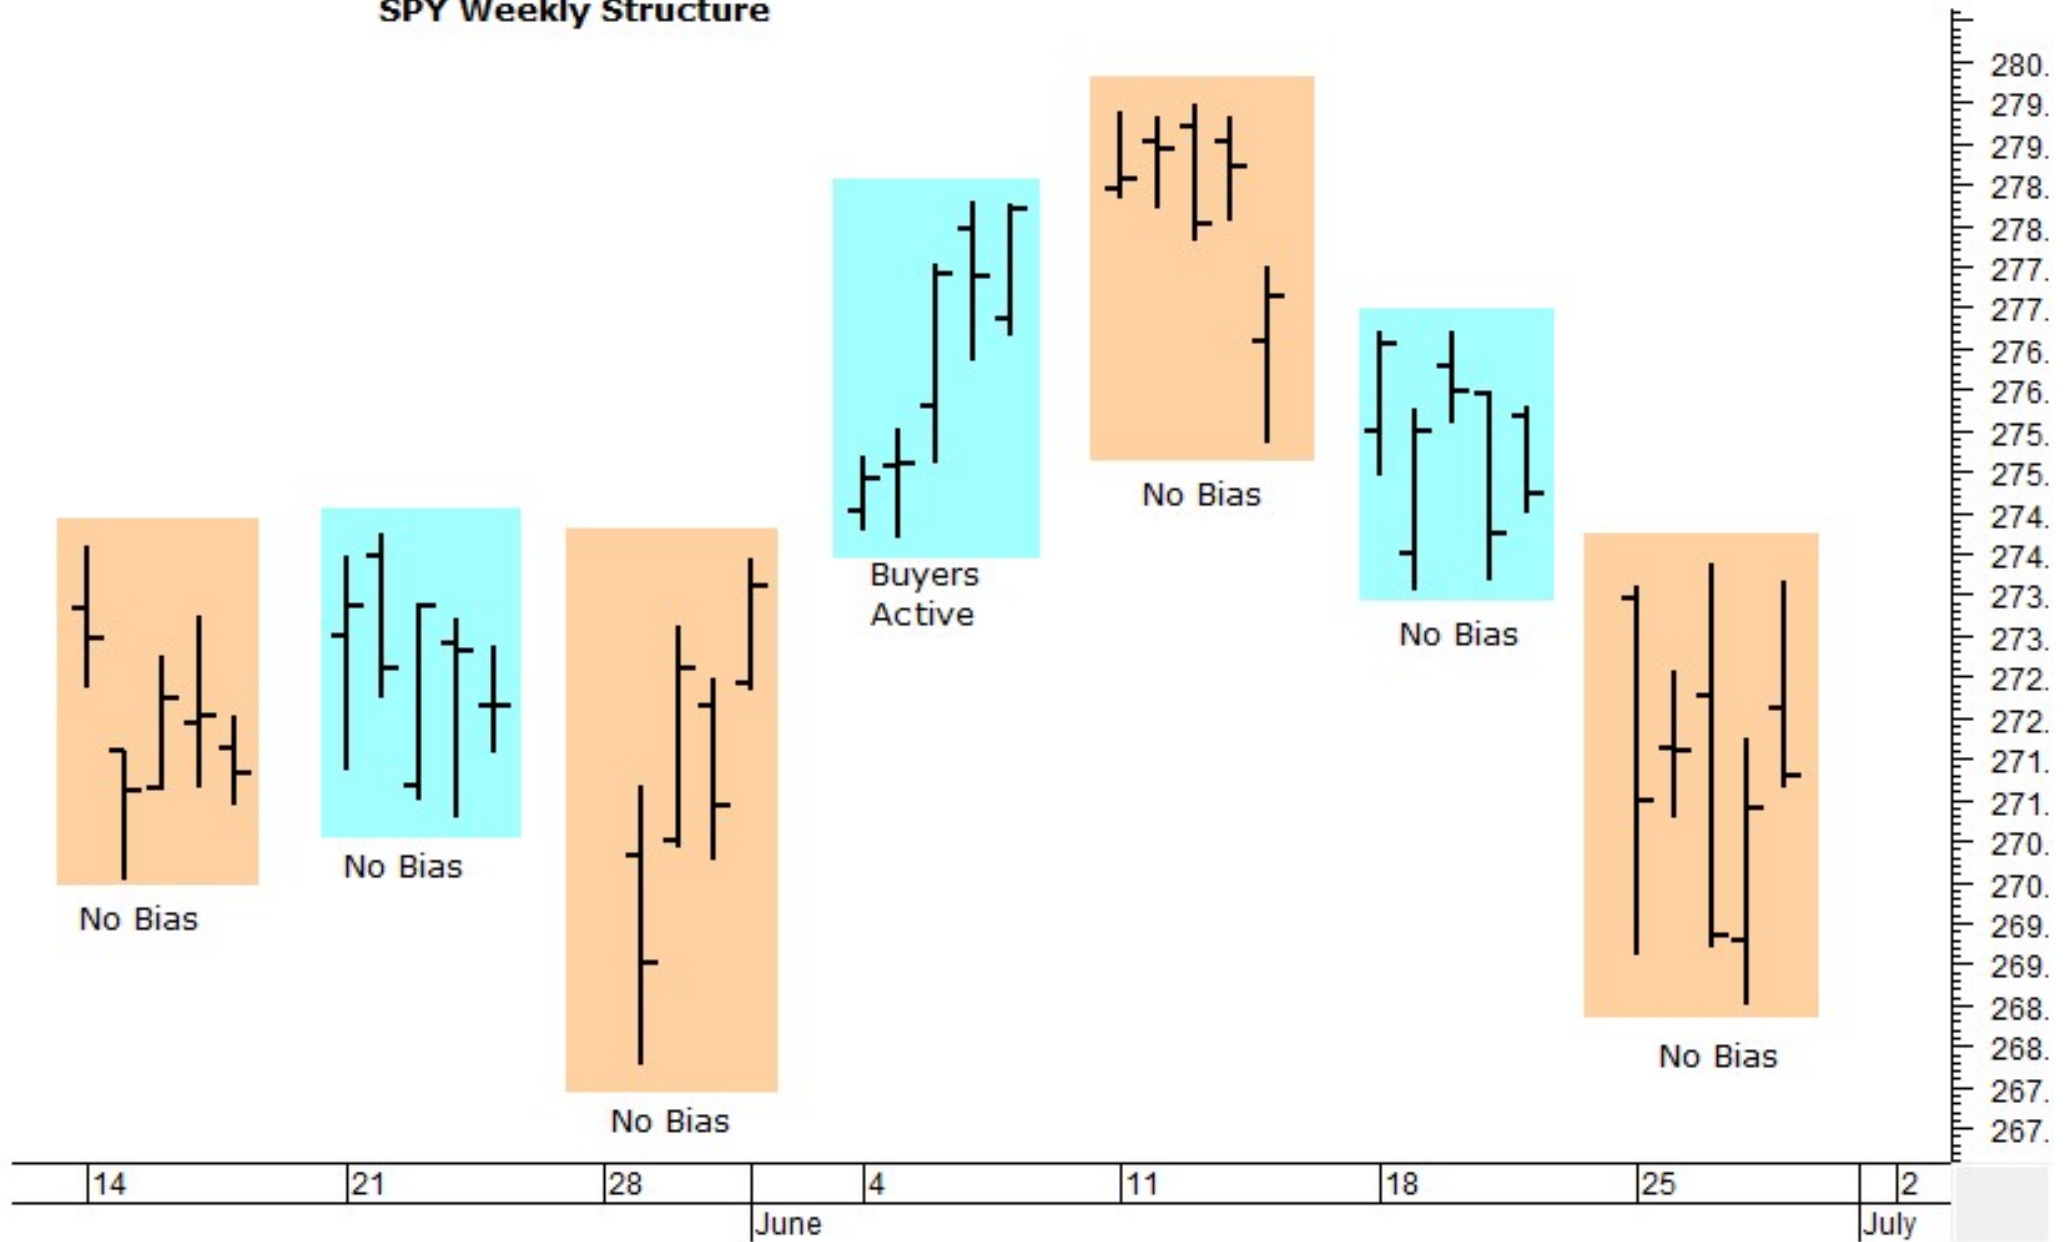 SPY Weekly Structure
280.
279.
279.
278.
278.
277.
277.
276.
276.
275.
275.
274.
274.
273.
273.
272.
272.
271.
271.
270.
270.
269.
269.
268.
268.
267.
267.
No Bias
No Bias
No Bias
Buyers
Active
No Bias
No Bias
No Bias
14 21 28 4 11 18 25 2
June July